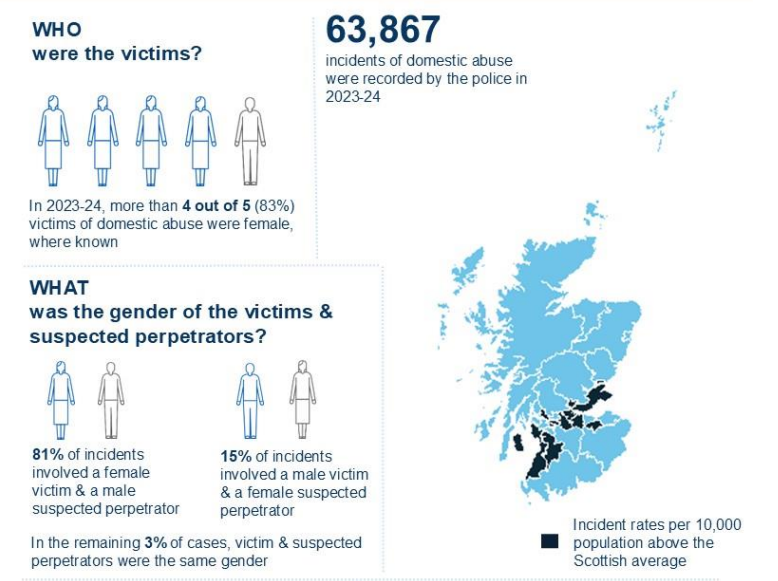 WHO
were the victims?
In 2023-24, more than 4 out of 5 (83%)
victims of domestic abuse were female,
where known
63,867
incidents of domestic abuse
were recorded by the police in
2023-24
WHAT
was the gender of the victims &
suspected perpetrators?
81% of incidents
involved a female
victim & a male
suspected perpetrator
15% of incidents
involved a male victim
& a female suspected
perpetrator
In the remaining 3% of cases, victim & suspected
perpetrators were the same gender
Incident rates per 10,000
population above the
Scottish average